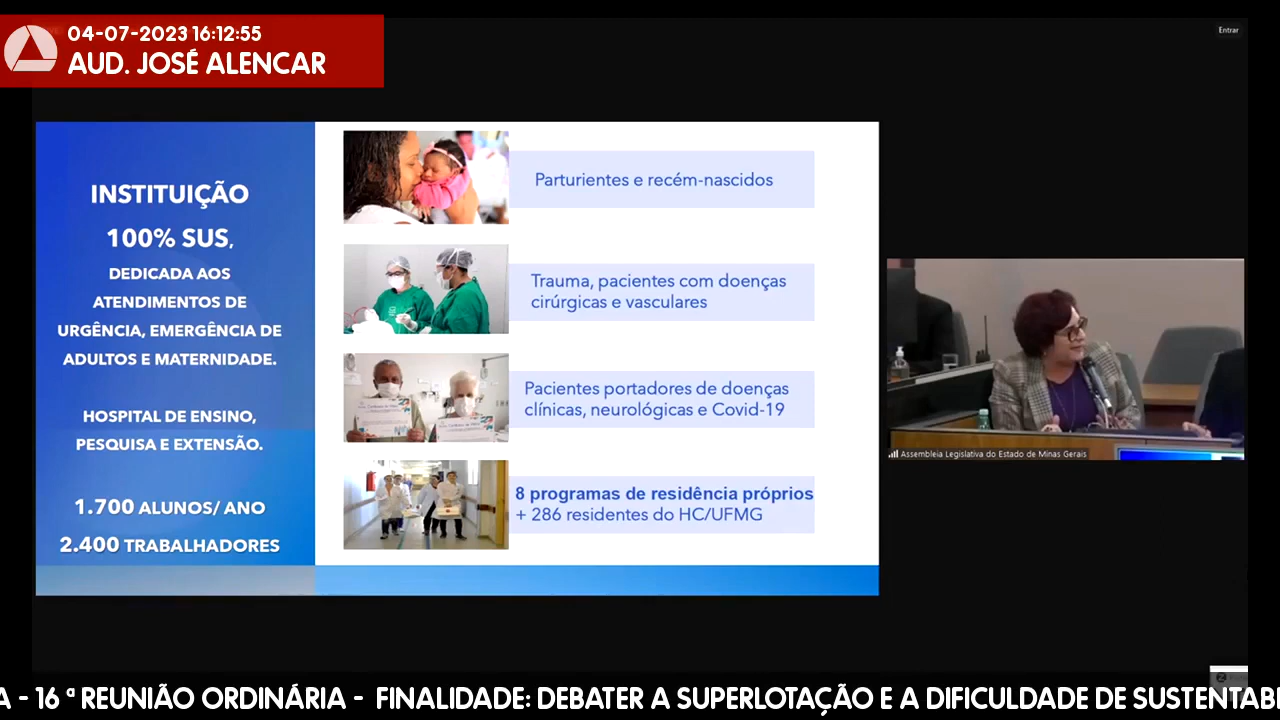 04-07-2023 16:12:55
AUD. JOSÉ ALENCAR
Entrar
INSTITUIÇÃO
100% SUS,
DEDICADA AOS
ATENDIMENTOS DE
URGÊNCIA, EMERGÊNCIA DE
ADULTOS E MATERNIDADE.
HOSPITAL DE ENSINO,
PESQUISA E EXTENSÃO.
1.700 ALUNOS/ ANO
2.400 TRABALHADORES
Parturientes e recém-nascidos
Trauma, pacientes com doenças
cirúrgicas e vasculares
Pacientes portadores de doenças
clínicas, neurológicas e Covid-19
8 programas de residência próprios
+ 286 residentes do HC/UFMG
Assembleia Legislativa do Estado de Minas Gerais
A - 16 ª REUNIÃO ORDINÁRIA - FINALIDADE: DEBATER A SUPERLOTAÇÃO E A DIFICULDADE DE SUSTENTAB